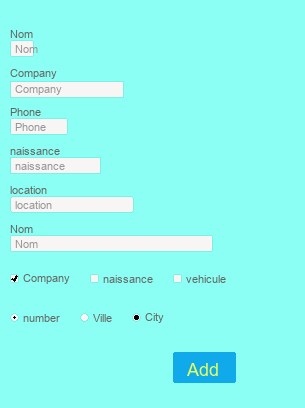 Nom
Nom
Company
Company
Phone
Phone
naissance
naissance
location
location
Nom
Nom
Company naissance vehicule
number Ville City
Add